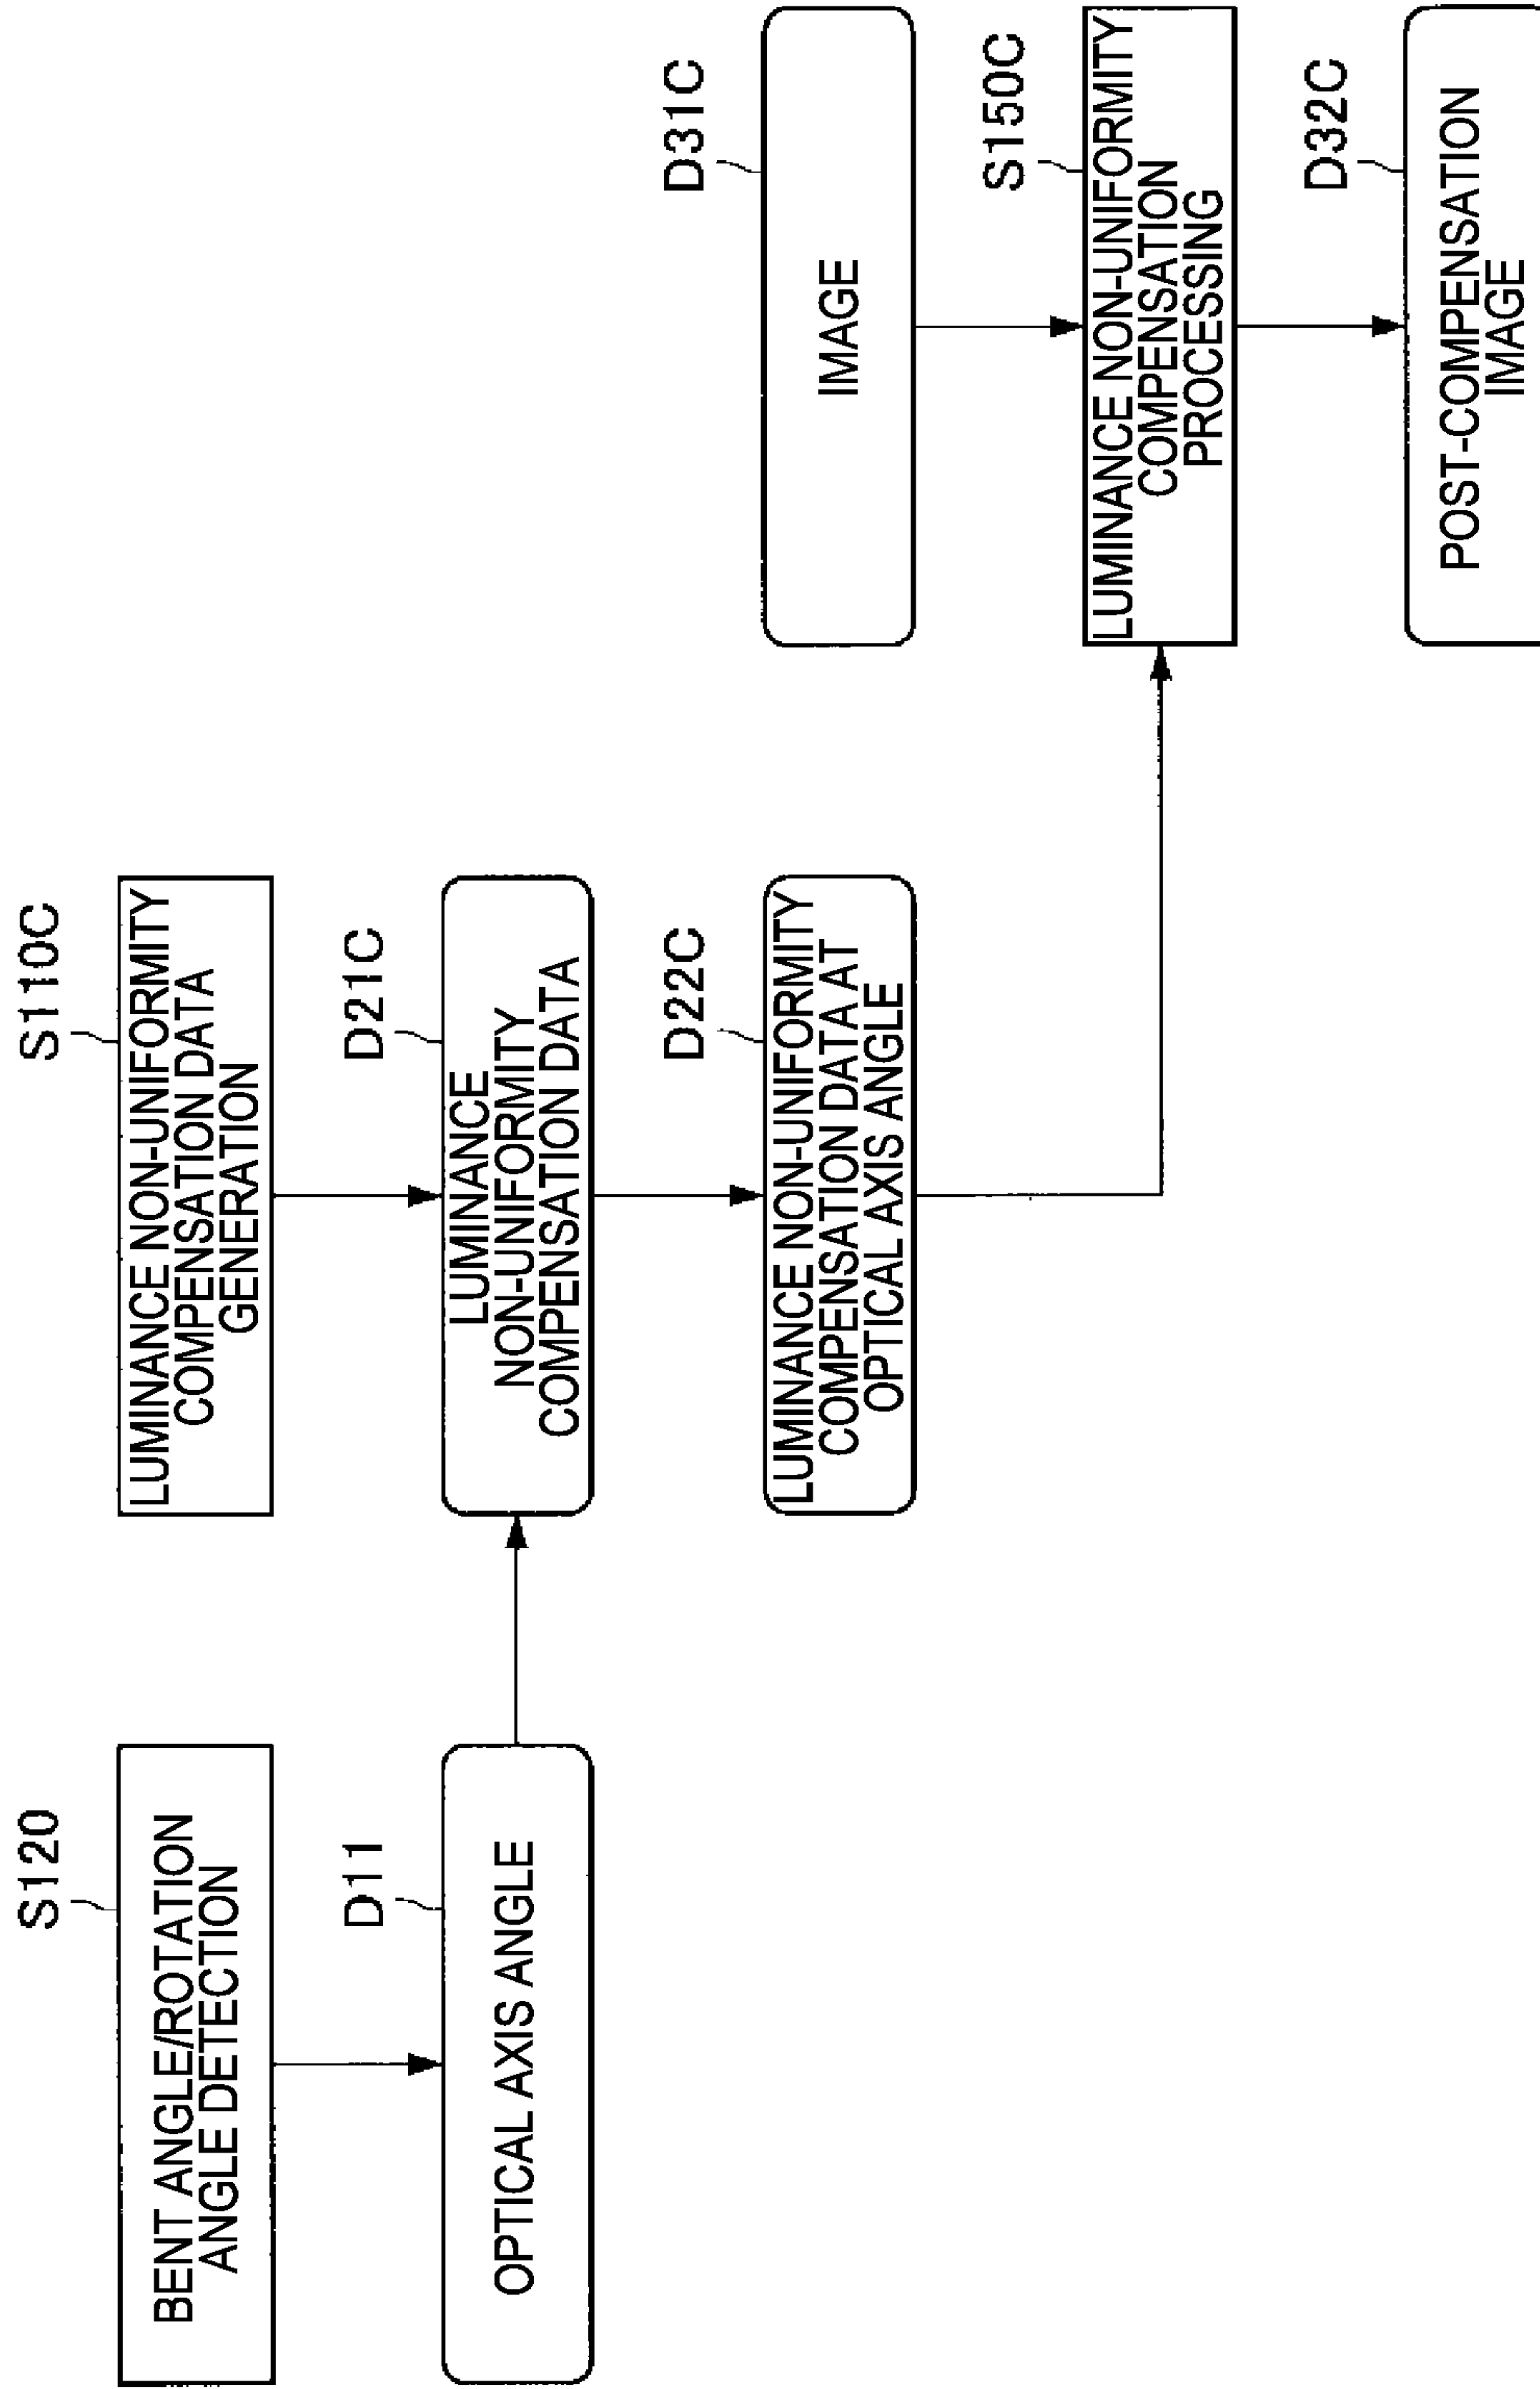 S120
BENT ANGLE/ROTATION
ANGLE DETECTION
D11
OPTICAL AXIS ANGLE
S110C
LUMINANCE NON-UNIFORMITY
COMPENSATION DATA
GENERATION
D21C
LUMINANCE
NON-UNIFORMITY
COMPENSATION DATA
D22C
LUMINANCE NON-UNIFORMITY
COMPENSATION DATA AT
OPTICAL AXIS ANGLE
D31C
IMAGE
S150C
LUMINANCE NON-UNIFORMITY
COMPENSATION
PROCESSING
D32C
POST-COMPENSATION
IMAGE